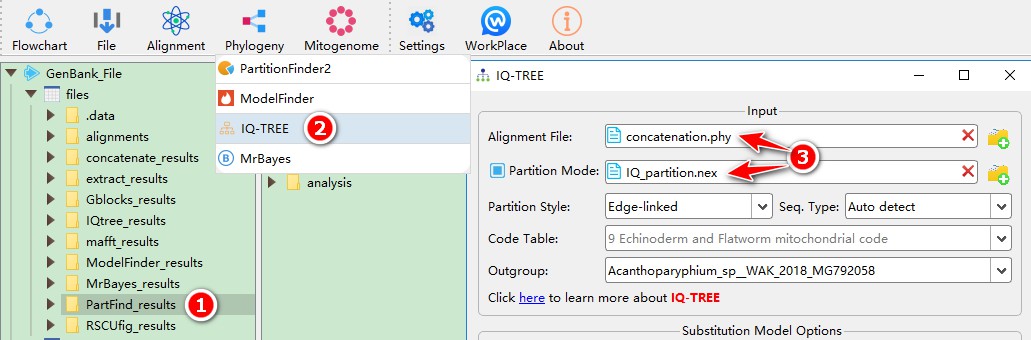 Flowchart File Alignment Phylogeny Mitogenome Settings WorkPlace About
GenBank_File
files
.data
alignments
concatenate_results
extract_results
Gblocks_results
IQtree_results
mafft_results
ModelFinder_results
MrBayes_results
PartFind_results 1
RSCUfig_results
PartitionFinder2
ModelFinder
IQ-TREE 2
MrBayes
analysis
IQ-TREE
Input
Alignment File: concatenation.phy
3
Partition Mode: IQ_partition.nex
Partition Style: Edge-linked Seq. Type: Auto detect
Code Table: 9 Echinoderm and Flatworm mitochondrial code
Outgroup: Acanthoparyphium_sp__WAK_2018_MG792058
Click here to learn more about IQ-TREE
Substitution Model Options